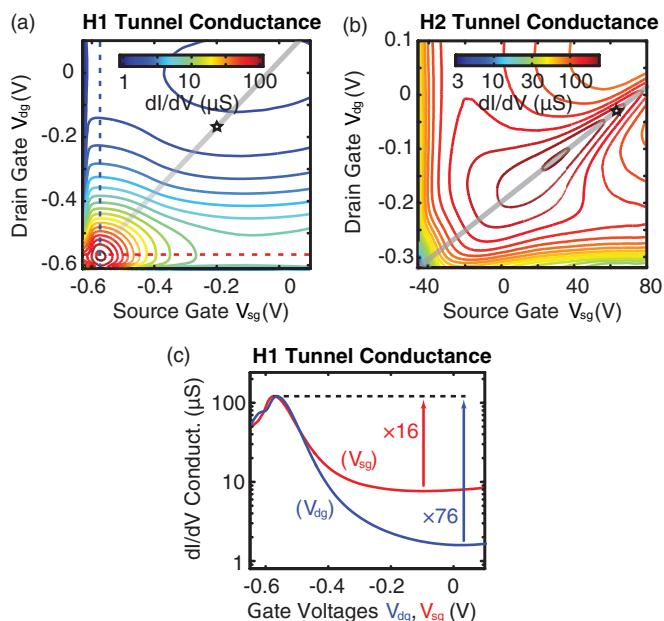 (a) H1 Tunnel Conductance
1 10 100
dI/dV (µS)
Drain Gate V_dg (V)
0
-0.2
-0.4
-0.6
-0.6 -0.4 -0.2 0
Source Gate V_sg (V)
(b) H2 Tunnel Conductance
3 10 30 100
dI/dV (µS)
Drain Gate V_dg (V)
0.1
0
-0.1
-0.2
-0.3
-40 0 40 80
Source Gate V_sg (V)
(c) H1 Tunnel Conductance
dI/dV Conduct. (µS)
100
10
1
×16
(V_sg)
(V_dg)
×76
-0.6 -0.4 -0.2 0
Gate Voltages V_dg, V_sg (V)